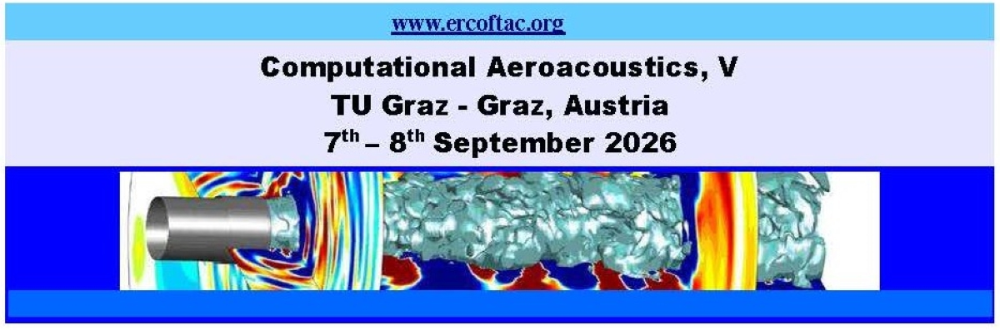 www.ercoftac.org
Computational Aeroacoustics, V
TU Graz - Graz, Austria
7th – 8th September 2026